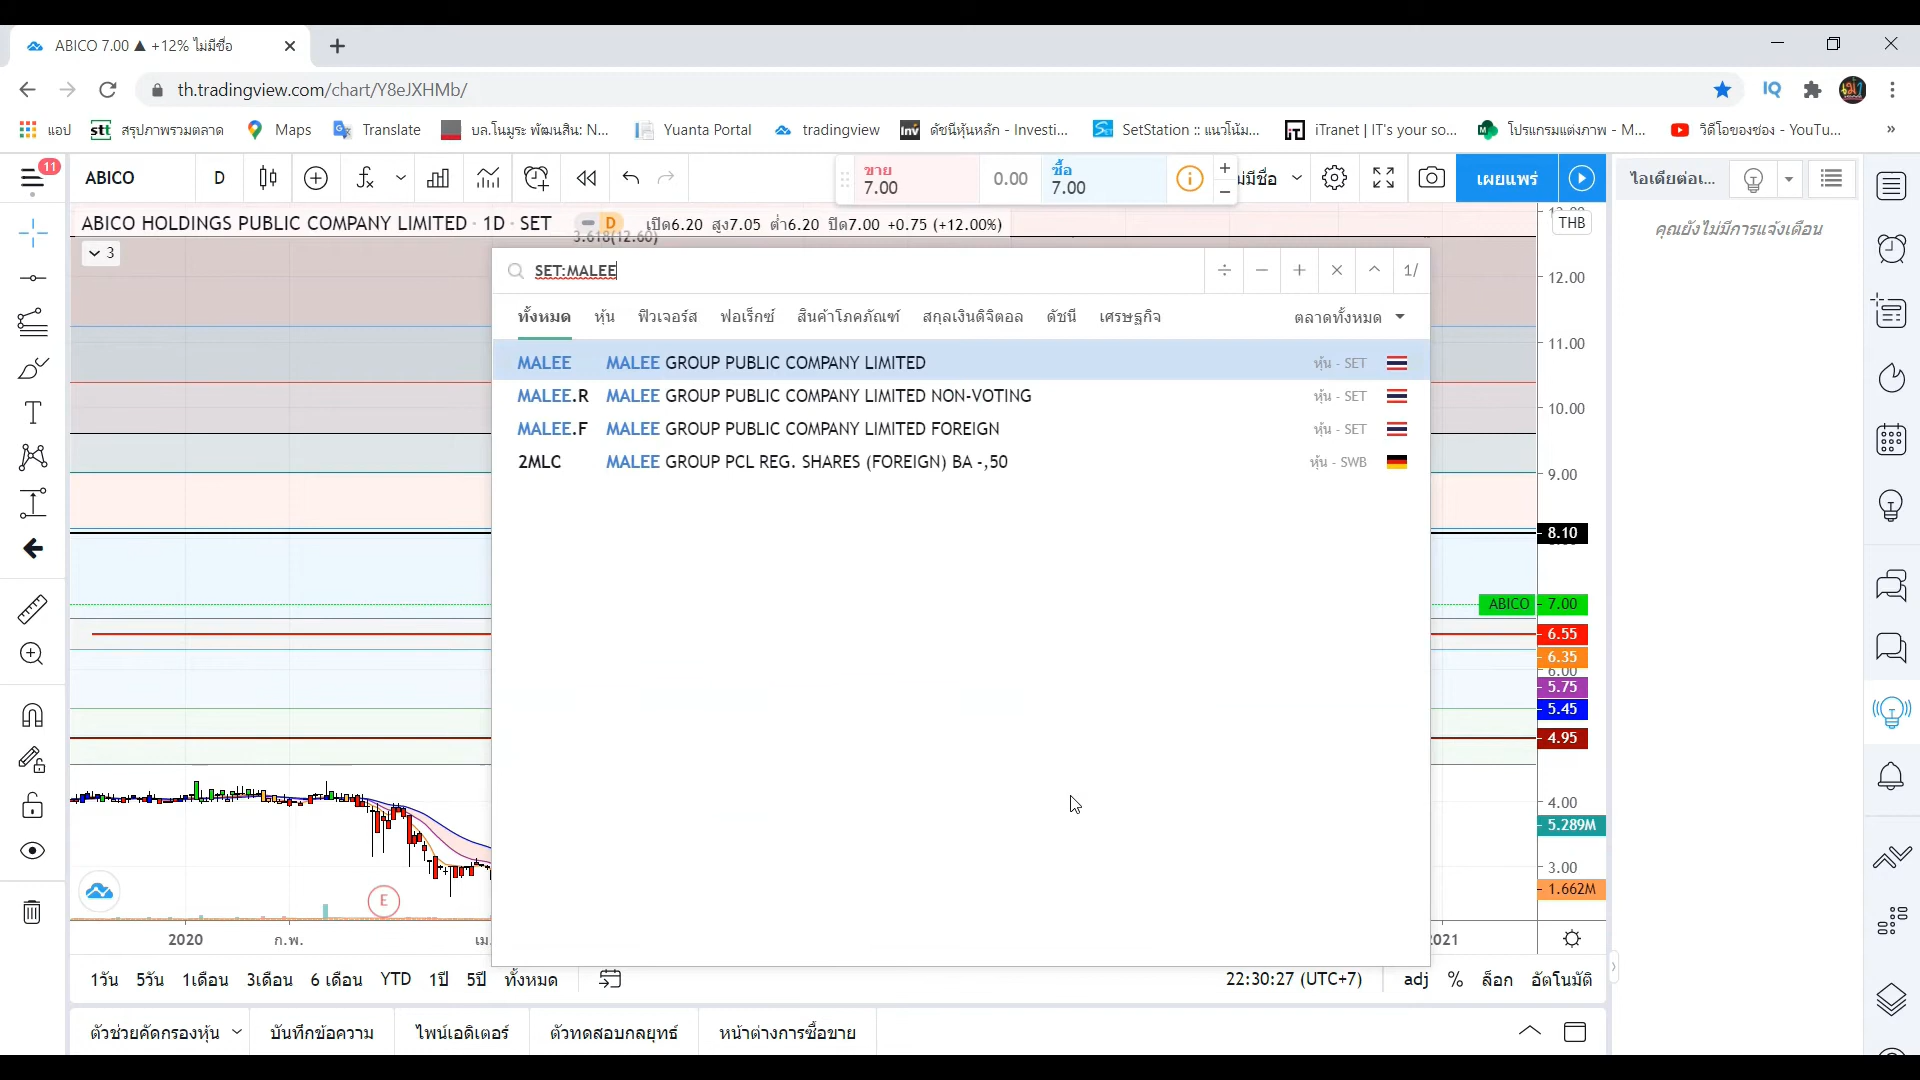 ABICO 7.00 ▲ +12% ไม่มีชื่อ
th.tradingview.com/chart/Y8eJXHMb/
แอป
stt สรุปภาพรวมตลาด
Maps
Translate
บล.โนมูระ พัฒนสิน: N...
Yuanta Portal
tradingview
Inv ดัชนีหุ้นหลัก - Investi...
SetStation :: แนวโน้ม...
iT iTranet | IT's your so...
โปรแกรมแต่งภาพ - M...
วิดีโอของช่อง - YouTu...
»
IQ
11
ABICO
D
ขาย
7.00
0.00
ซื้อ
7.00
มมีชื่อ
เผยแพร่
ไอเดียต่อเ...
คุณยังไม่มีการแจ้งเตือน
ABICO HOLDINGS PUBLIC COMPANY LIMITED · 1D · SET
D
เปิด6.20 สูง7.05 ต่ำ6.20 ปิด7.00 +0.75 (+12.00%)
THB
3.618(12.60)
3
SET:MALEE
÷ − + × ^ 1/
ทั้งหมด หุ้น ฟิวเจอร์ส ฟอเร็กซ์ สินค้าโภคภัณฑ์ สกุลเงินดิจิตอล ดัชนี เศรษฐกิจ ตลาดทั้งหมด
MALEE MALEE GROUP PUBLIC COMPANY LIMITED หุ้น - SET
MALEE.R MALEE GROUP PUBLIC COMPANY LIMITED NON-VOTING หุ้น - SET
MALEE.F MALEE GROUP PUBLIC COMPANY LIMITED FOREIGN หุ้น - SET
2MLC MALEE GROUP PCL REG. SHARES (FOREIGN) BA -,50 หุ้น - SWB
12.00
11.00
10.00
9.00
8.10
ABICO 7.00
6.55
6.35
6.00
5.75
5.45
4.95
4.00
5.289M
3.00
1.662M
E
2020 ก.พ. เม. 2021
1วัน 5วัน 1เดือน 3เดือน 6 เดือน YTD 1ปี 5ปี ทั้งหมด
22:30:27 (UTC+7) adj % ล็อก อัตโนมัติ
ตัวช่วยคัดกรองหุ้น บันทึกข้อความ ไพน์เอดิเตอร์ ตัวทดสอบกลยุทธ์ หน้าต่างการซื้อขาย